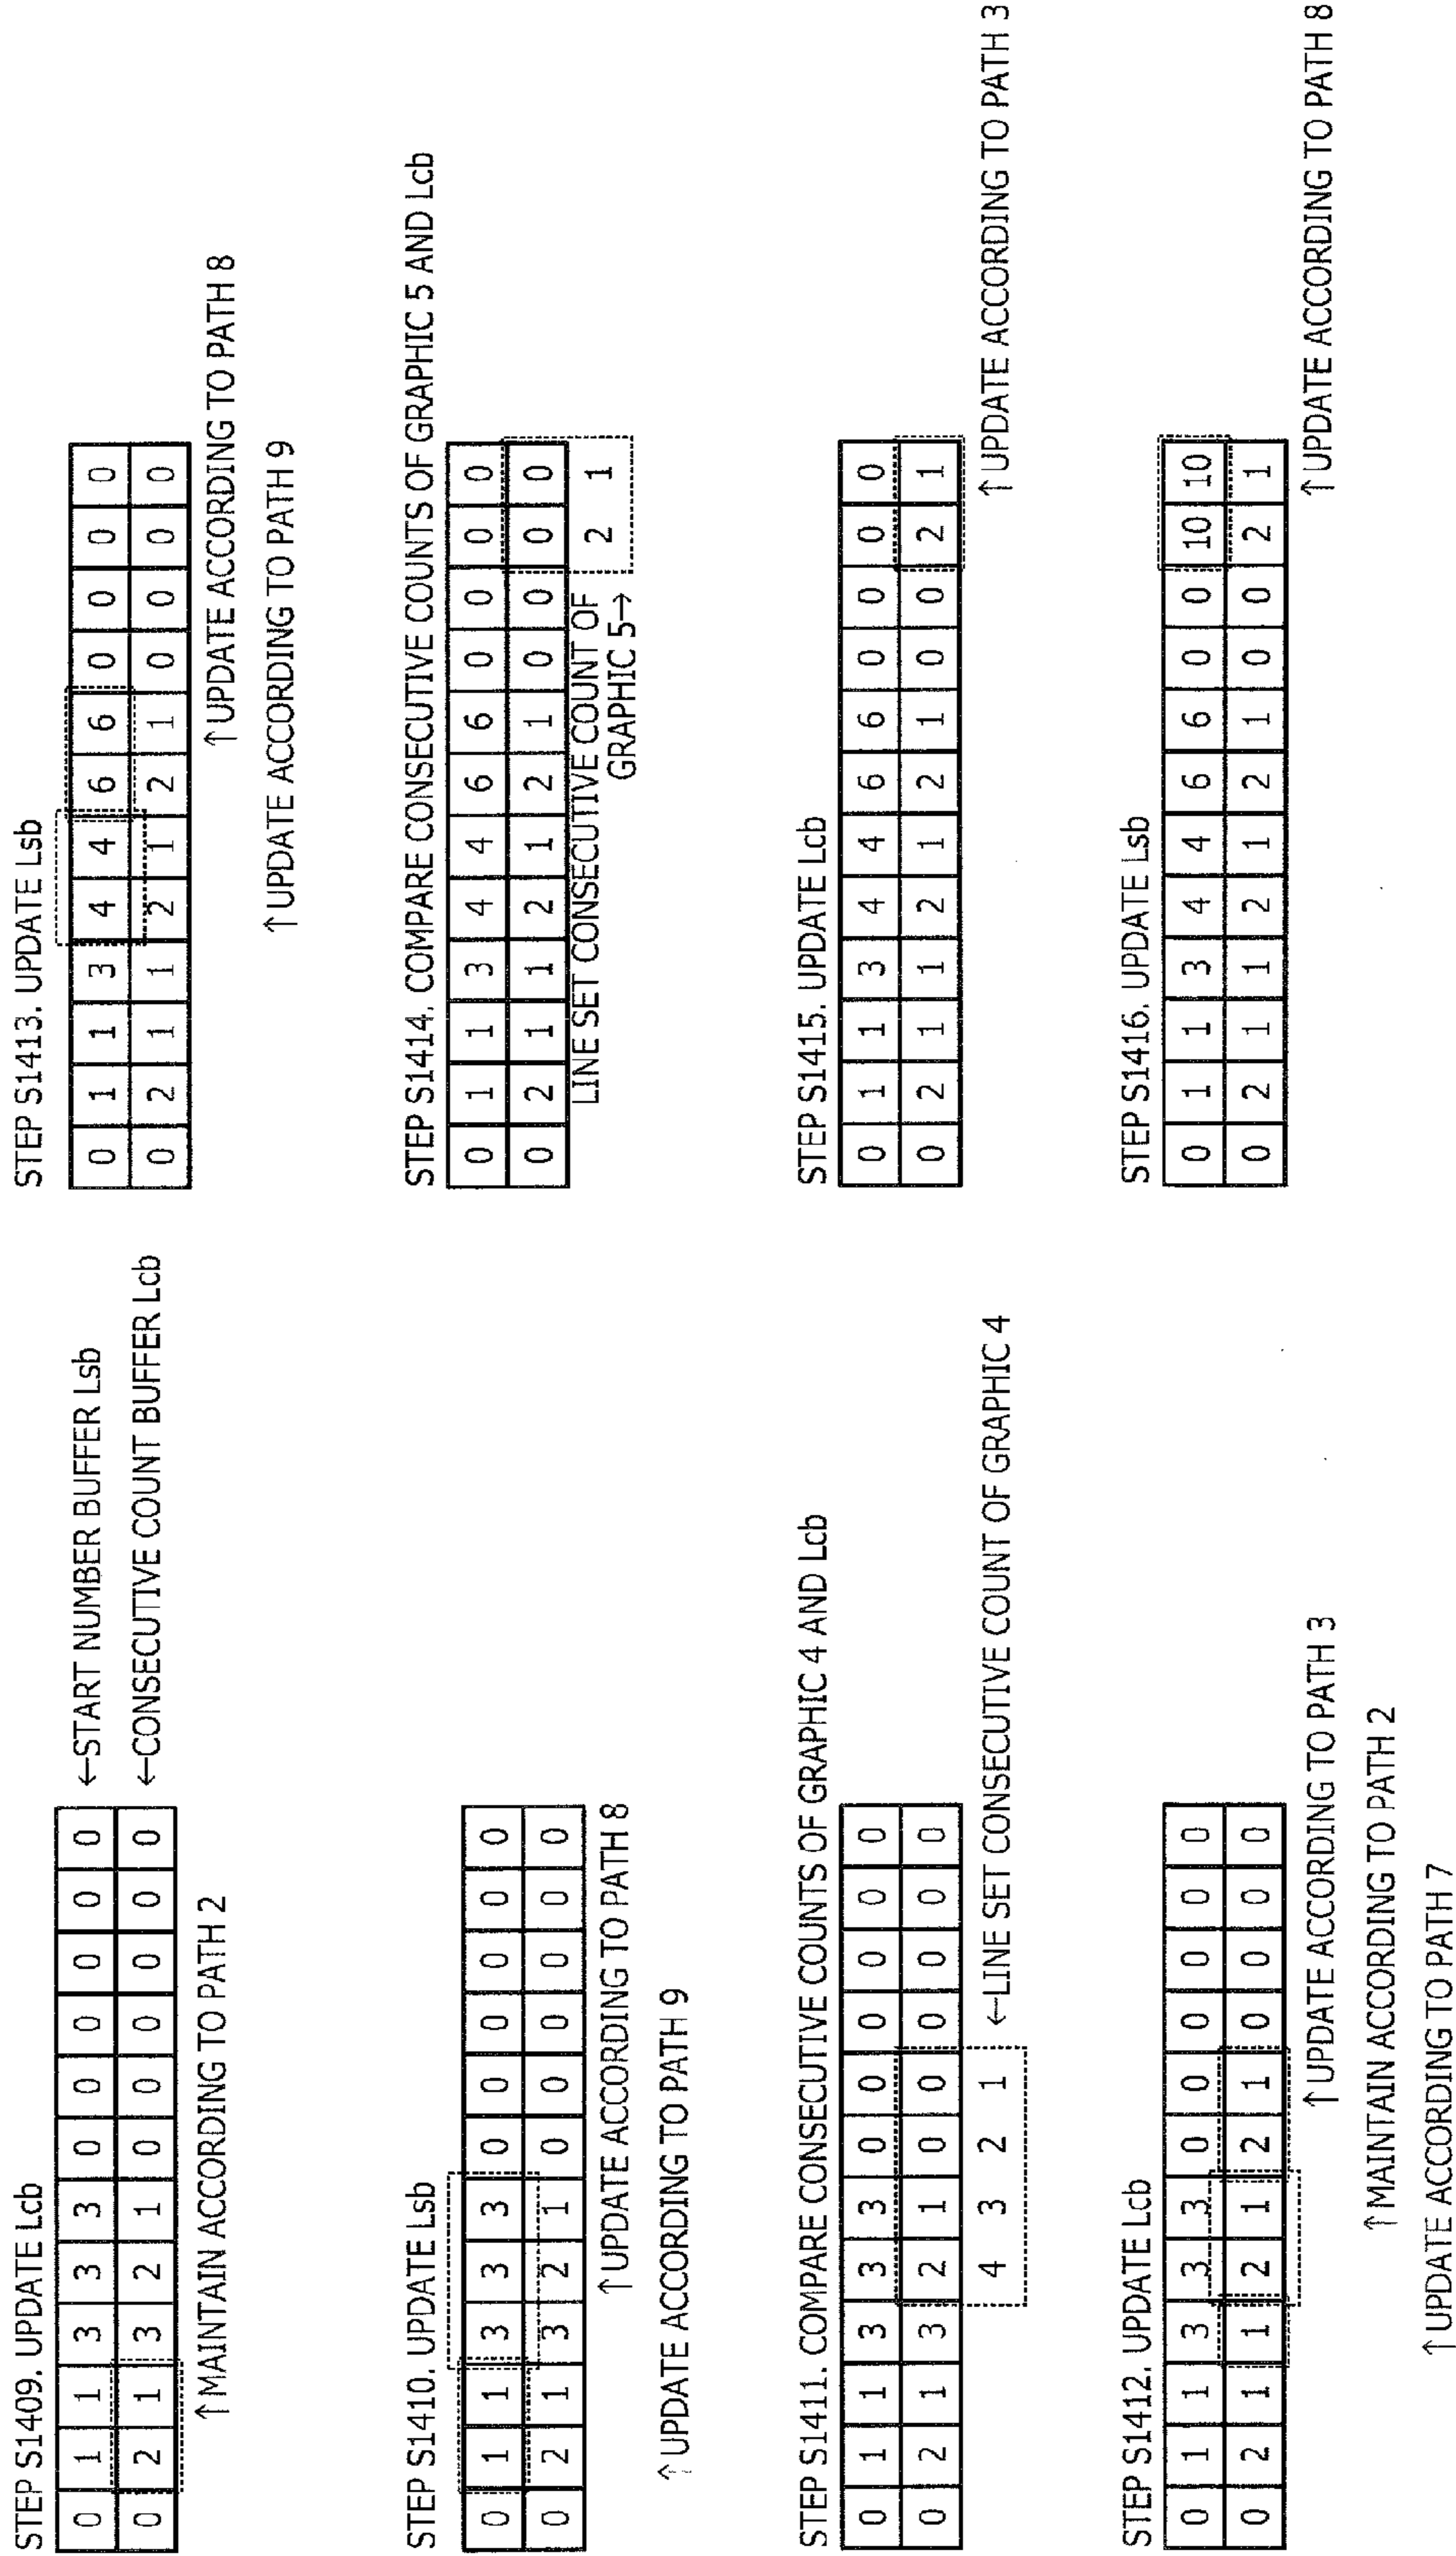 STEP S1409. UPDATE Lcb
0 1 1 3 3 3 0 0 0 0 0 0 ←START NUMBER BUFFER Lsb
0 2 1 3 2 1 0 0 0 0 0 0 ←CONSECUTIVE COUNT BUFFER Lcb
↑MAINTAIN ACCORDING TO PATH 2
STEP S1410. UPDATE Lsb
0 1 1 3 3 3 0 0 0 0 0 0
0 2 1 3 2 1 0 0 0 0 0 0
↑UPDATE ACCORDING TO PATH 8
↑UPDATE ACCORDING TO PATH 9
STEP S1411. COMPARE CONSECUTIVE COUNTS OF GRAPHIC 4 AND Lcb
0 1 1 3 3 3 0 0 0 0 0 0
0 2 1 3 2 1 0 0 0 0 0 0
4 3 2 1 ←LINE SET CONSECUTIVE COUNT OF GRAPHIC 4
STEP S1412. UPDATE Lcb
0 1 1 3 3 3 0 0 0 0 0 0
0 2 1 1 2 1 2 1 0 0 0 0
↑UPDATE ACCORDING TO PATH 3
↑MAINTAIN ACCORDING TO PATH 2
↑UPDATE ACCORDING TO PATH 7
STEP S1413. UPDATE Lsb
0 1 1 3 4 4 6 6 0 0 0 0
0 2 1 1 2 1 2 1 0 0 0 0
↑UPDATE ACCORDING TO PATH 8
↑UPDATE ACCORDING TO PATH 9
STEP S1414. COMPARE CONSECUTIVE COUNTS OF GRAPHIC 5 AND Lcb
0 1 1 3 4 4 6 6 0 0 0 0
0 2 1 1 2 1 2 1 0 0 0 0
LINE SET CONSECUTIVE COUNT OF
GRAPHIC 5→ 2 1
STEP S1415. UPDATE Lcb
0 1 1 3 4 4 6 6 0 0 0 0
0 2 1 1 2 1 2 1 0 0 2 1
↑UPDATE ACCORDING TO PATH 3
STEP S1416. UPDATE Lsb
0 1 1 3 4 4 6 6 0 0 10 10
0 2 1 1 2 1 2 1 0 0 2 1
↑UPDATE ACCORDING TO PATH 8